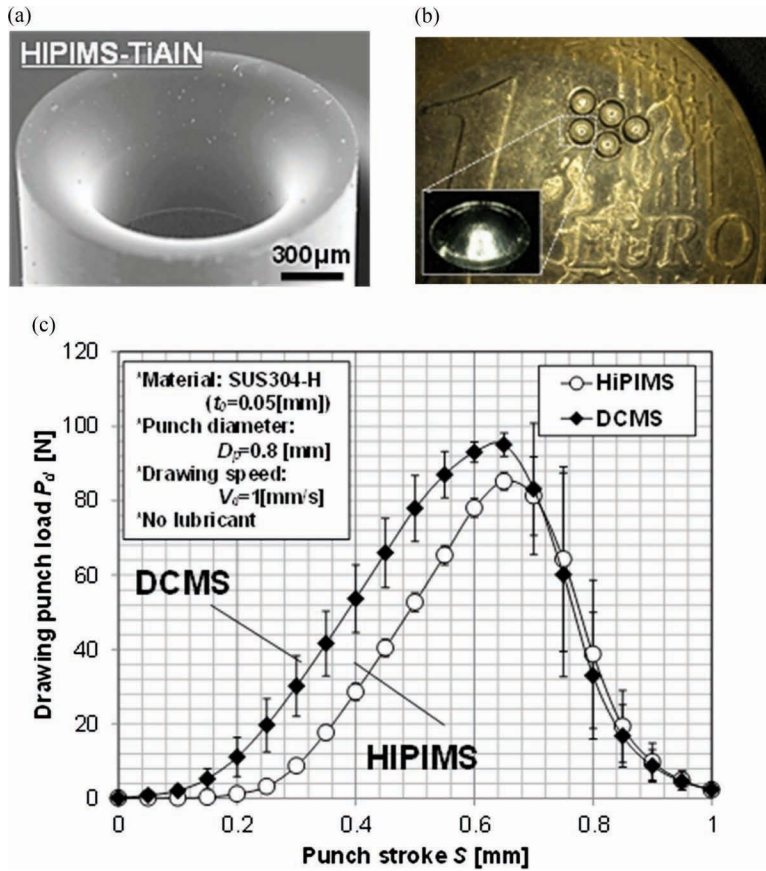 (a)
HIPIMS-TiAlN
300µm
(b)
1
EURO
(c)
120
100
80
60
40
20
0
Drawing punch load Pd [N]
*Material: SUS304-H
(t0=0.05[mm])
*Punch diameter:
Dp=0.8 [mm]
*Drawing speed:
Vd=1[mm/s]
*No lubricant
HiPIMS
DCMS
DCMS
HIPIMS
0
0.2
0.4
0.6
0.8
1
Punch stroke S [mm]